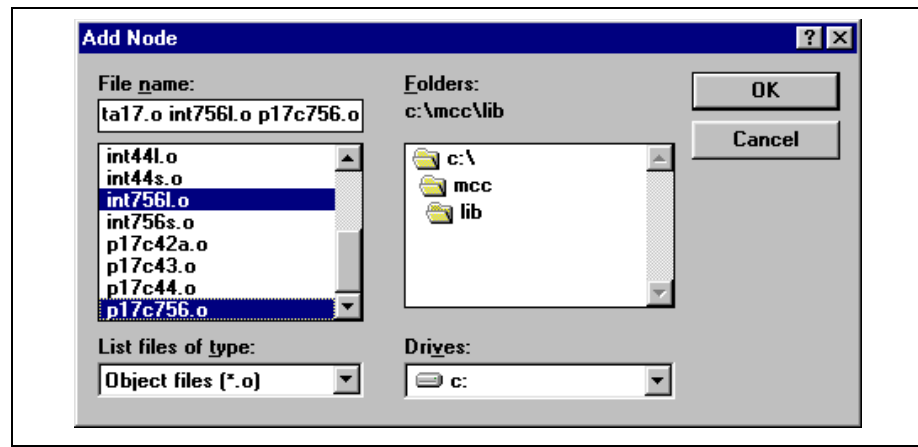 Add Node
File name:
ta17.o int756l.o p17c756.o
int44l.o
int44s.o
int756l.o
int756s.o
p17c42a.o
p17c43.o
p17c44.o
p17c756.o
List files of type:
Object files (*.o)
Folders:
c:\mcc\lib
c:\
mcc
lib
Drives:
c:
OK
Cancel